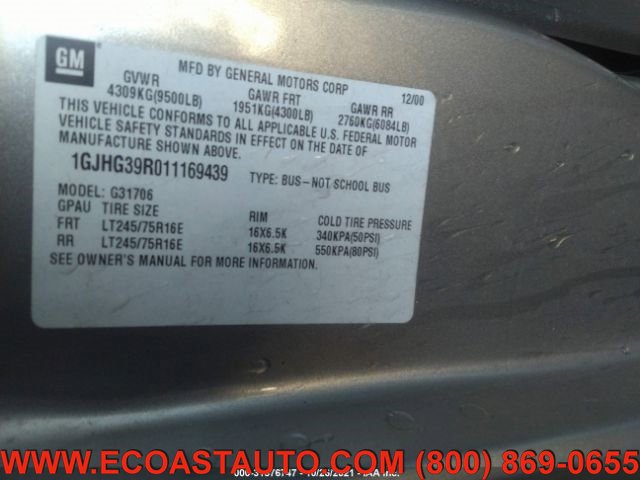 GM
MFD BY GENERAL MOTORS CORP 12/00
GVWR GAWR FRT GAWR RR
4309KG(9500LB) 1951KG(4300LB) 2760KG(6084LB)
THIS VEHICLE CONFORMS TO ALL APPLICABLE U.S. FEDERAL MOTOR
VEHICLE SAFETY STANDARDS IN EFFECT ON THE DATE OF
MANUFACTURE SHOWN ABOVE.
1GJHG39R011169439 TYPE: BUS-NOT SCHOOL BUS
MODEL: G31706
GPAU TIRE SIZE RIM COLD TIRE PRESSURE
FRT LT245/75R16E 16X6.5K 340KPA(50PSI)
RR LT245/75R16E 16X6.5K 550KPA(80PSI)
SEE OWNER'S MANUAL FOR MORE INFORMATION.
WWW.ECOASTAUTO.COM (800) 869-0655